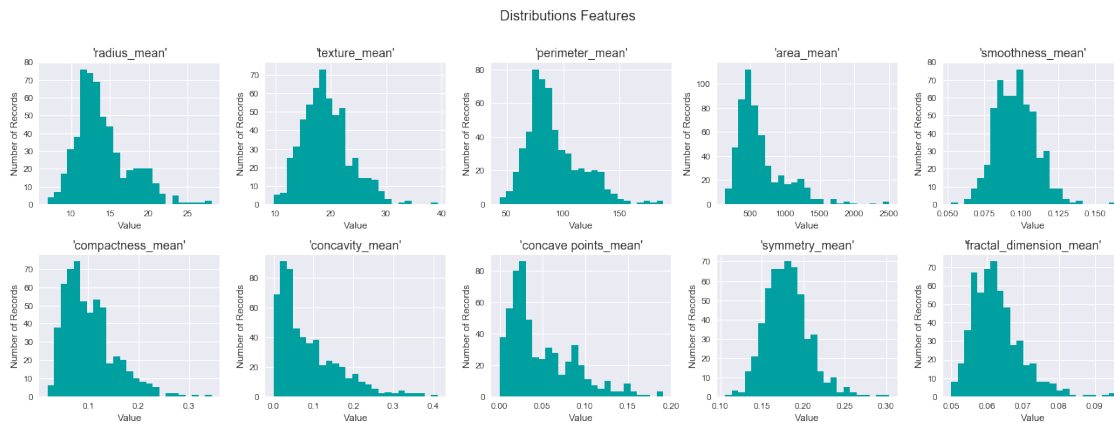 Distributions Features
'radius_mean'
80
70
60
50
40
30
20
10
0
Number of Records
10 15 20 25
Value
'texture_mean'
70
60
50
40
30
20
10
0
Number of Records
10 20 30 40
Value
'perimeter_mean'
80
60
40
20
0
Number of Records
50 100 150
Value
'area_mean'
100
80
60
40
20
0
Number of Records
500 1000 1500 2000 2500
Value
'smoothness_mean'
80
70
60
50
40
30
20
10
0
Number of Records
0.050 0.075 0.100 0.125 0.150
Value
'compactness_mean'
70
60
50
40
30
20
10
0
Number of Records
0.1 0.2 0.3
Value
'concavity_mean'
80
60
40
20
0
Number of Records
0.0 0.1 0.2 0.3 0.4
Value
'concave points_mean'
80
60
40
20
0
Number of Records
0.00 0.05 0.10 0.15 0.20
Value
'symmetry_mean'
70
60
50
40
30
20
10
0
Number of Records
0.10 0.15 0.20 0.25 0.30
Value
'fractal_dimension_mean'
70
60
50
40
30
20
10
0
Number of Records
0.05 0.06 0.07 0.08 0.09
Value